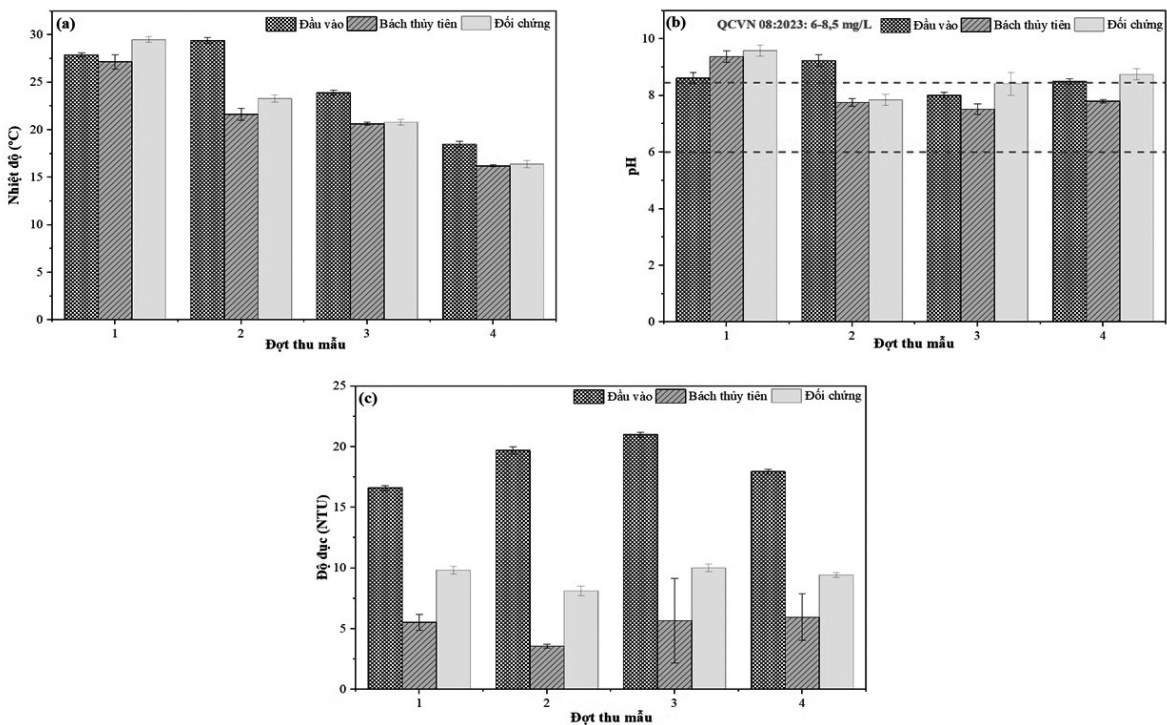 (a)
Đầu vào
Bách thủy tiên
Đối chứng
Nhiệt độ (ºC)
30
25
20
15
10
5
0
1
2
3
4
Đợt thu mẫu
(b)
QCVN 08:2023: 6-8,5 mg/L
Đầu vào
Bách thủy tiên
Đối chứng
pH
10
8
6
4
2
0
1
2
3
4
Đợt thu mẫu
(c)
Đầu vào
Bách thủy tiên
Đối chứng
Độ đục (NTU)
25
20
15
10
5
0
1
2
3
4
Đợt thu mẫu